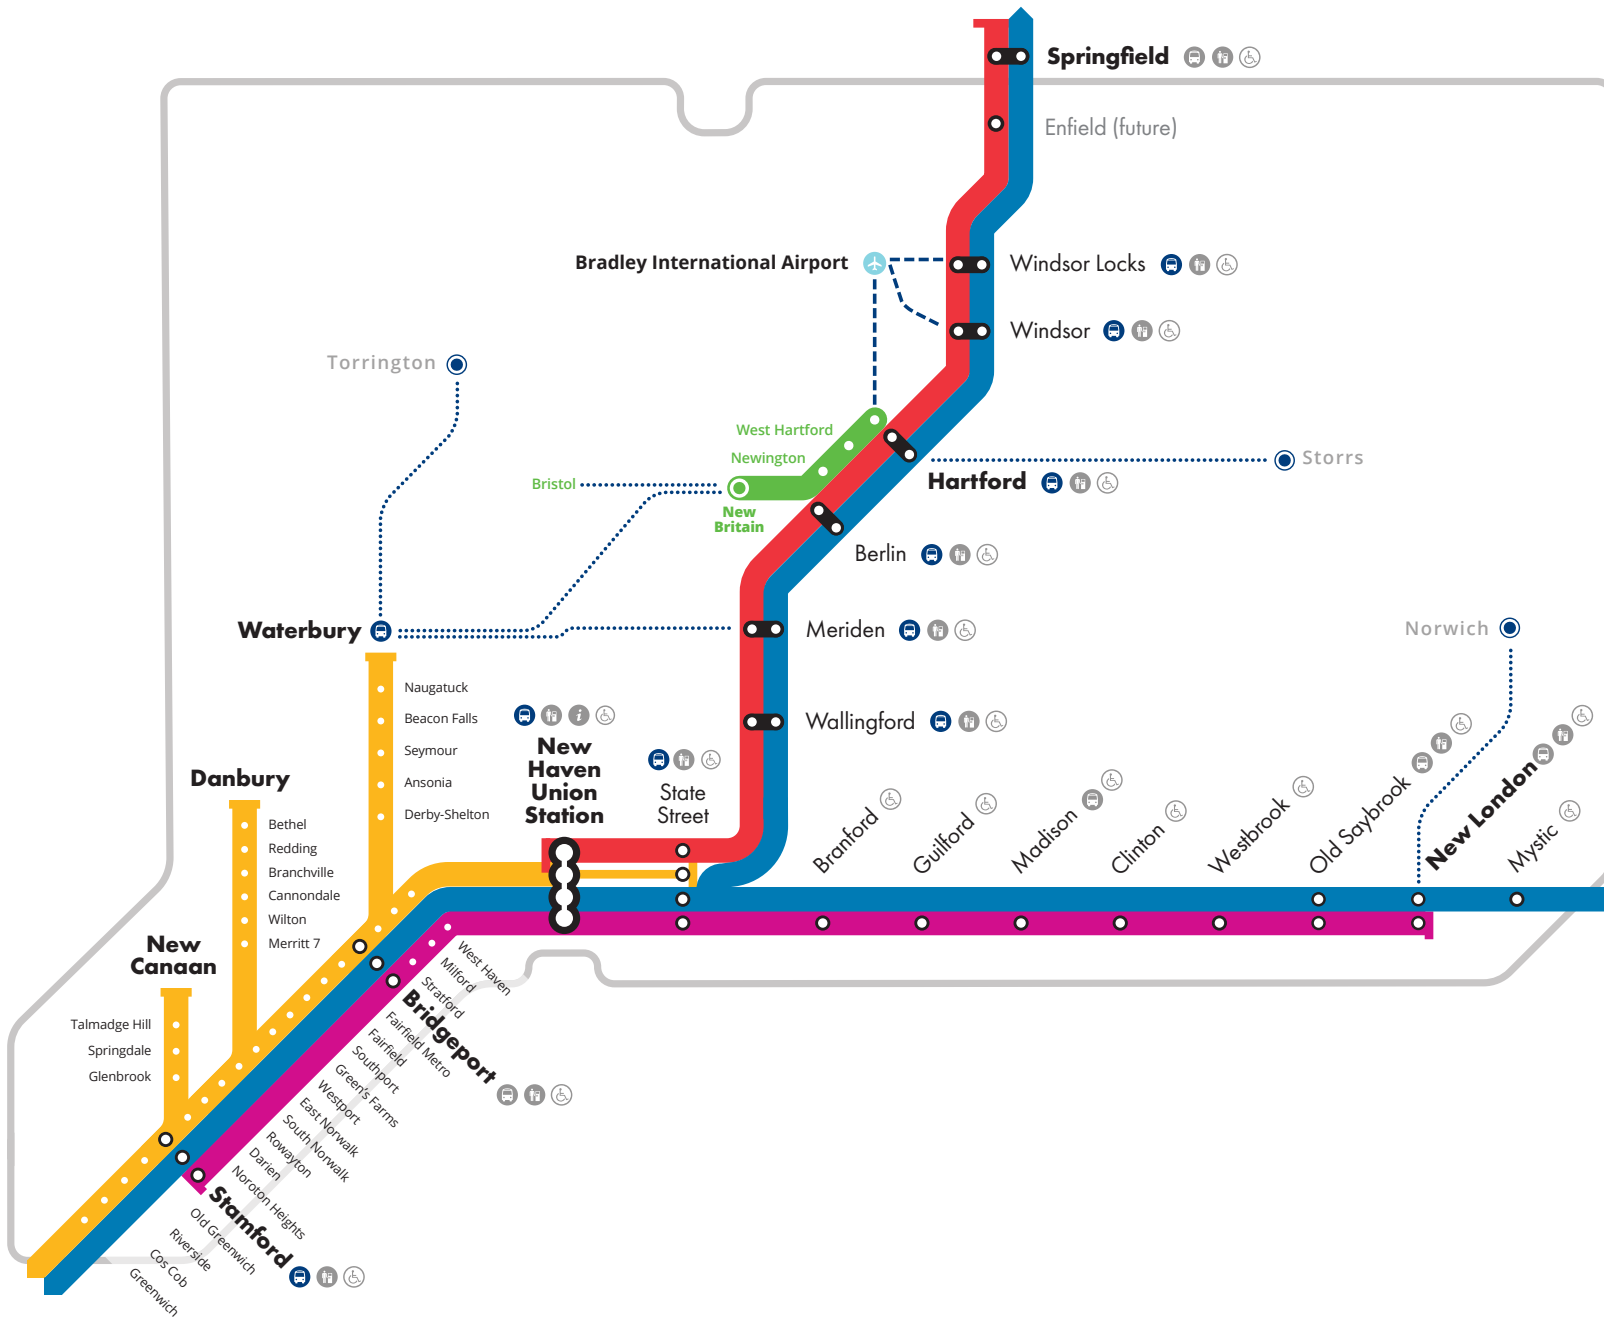 Springfield
Enfield (future)
Bradley International Airport
Windsor Locks
Windsor
Torrington
West Hartford
Newington
Bristol
New
Britain
Storrs
Hartford
Berlin
Waterbury
Meriden
Norwich
Naugatuck
Beacon Falls
Seymour
Ansonia
Derby-Shelton
Wallingford
New
Haven
Union
Station
State
Street
Danbury
Bethel
Redding
Branchville
Cannondale
Wilton
Merritt 7
Branford
Guilford
Madison
Clinton
Westbrook
Old Saybrook
New London
Mystic
New
Canaan
Talmadge Hill
Springdale
Glenbrook
West Haven
Milford
Stratford
Bridgeport
Fairfield Metro
Fairfield
Southport
Green's Farms
Westport
East Norwalk
South Norwalk
Rowayton
Darien
Noroton Heights
Stamford
Old Greenwich
Riverside
Cos Cob
Greenwich